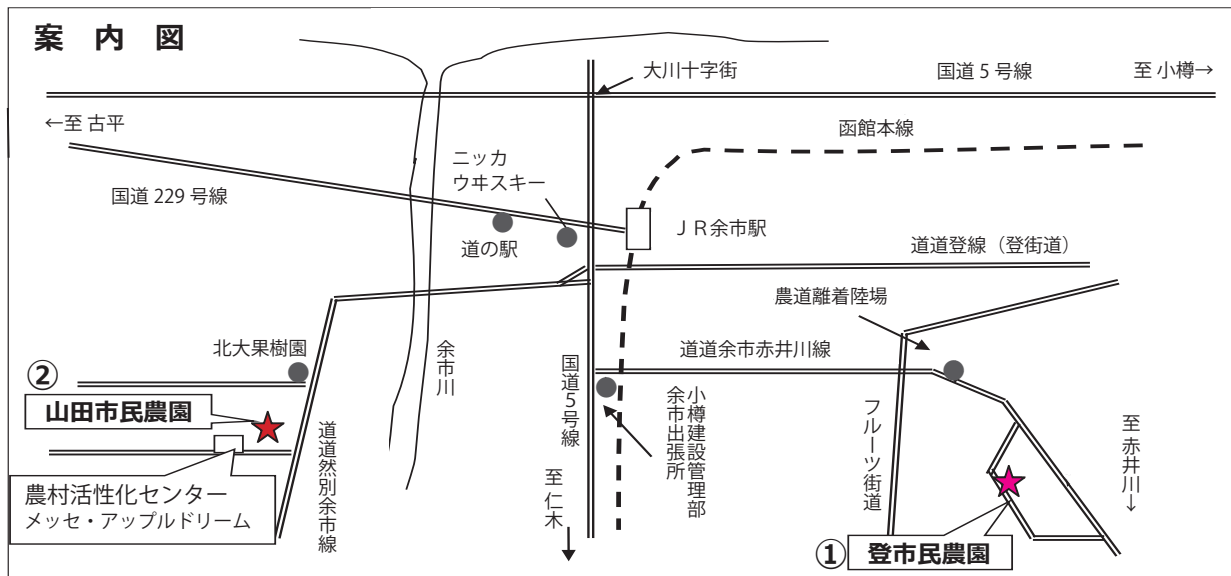 案 内 図
大川十字街
国道5号線
至 小樽→
←至 古平
函館本線
ニッカ
ウヰスキー
国道 229 号線
道の駅
ＪＲ余市駅
道道登線（登街道）
農道離着陸場
北大果樹園
余市川
国道5号線
道道余市赤井川線
②
山田市民農園
小樽建設管理部
余市出張所
フルーツ街道
至 赤井川→
道道然別余市線
農村活性化センター
メッセ・アップルドリーム
至 仁木
①
登市民農園